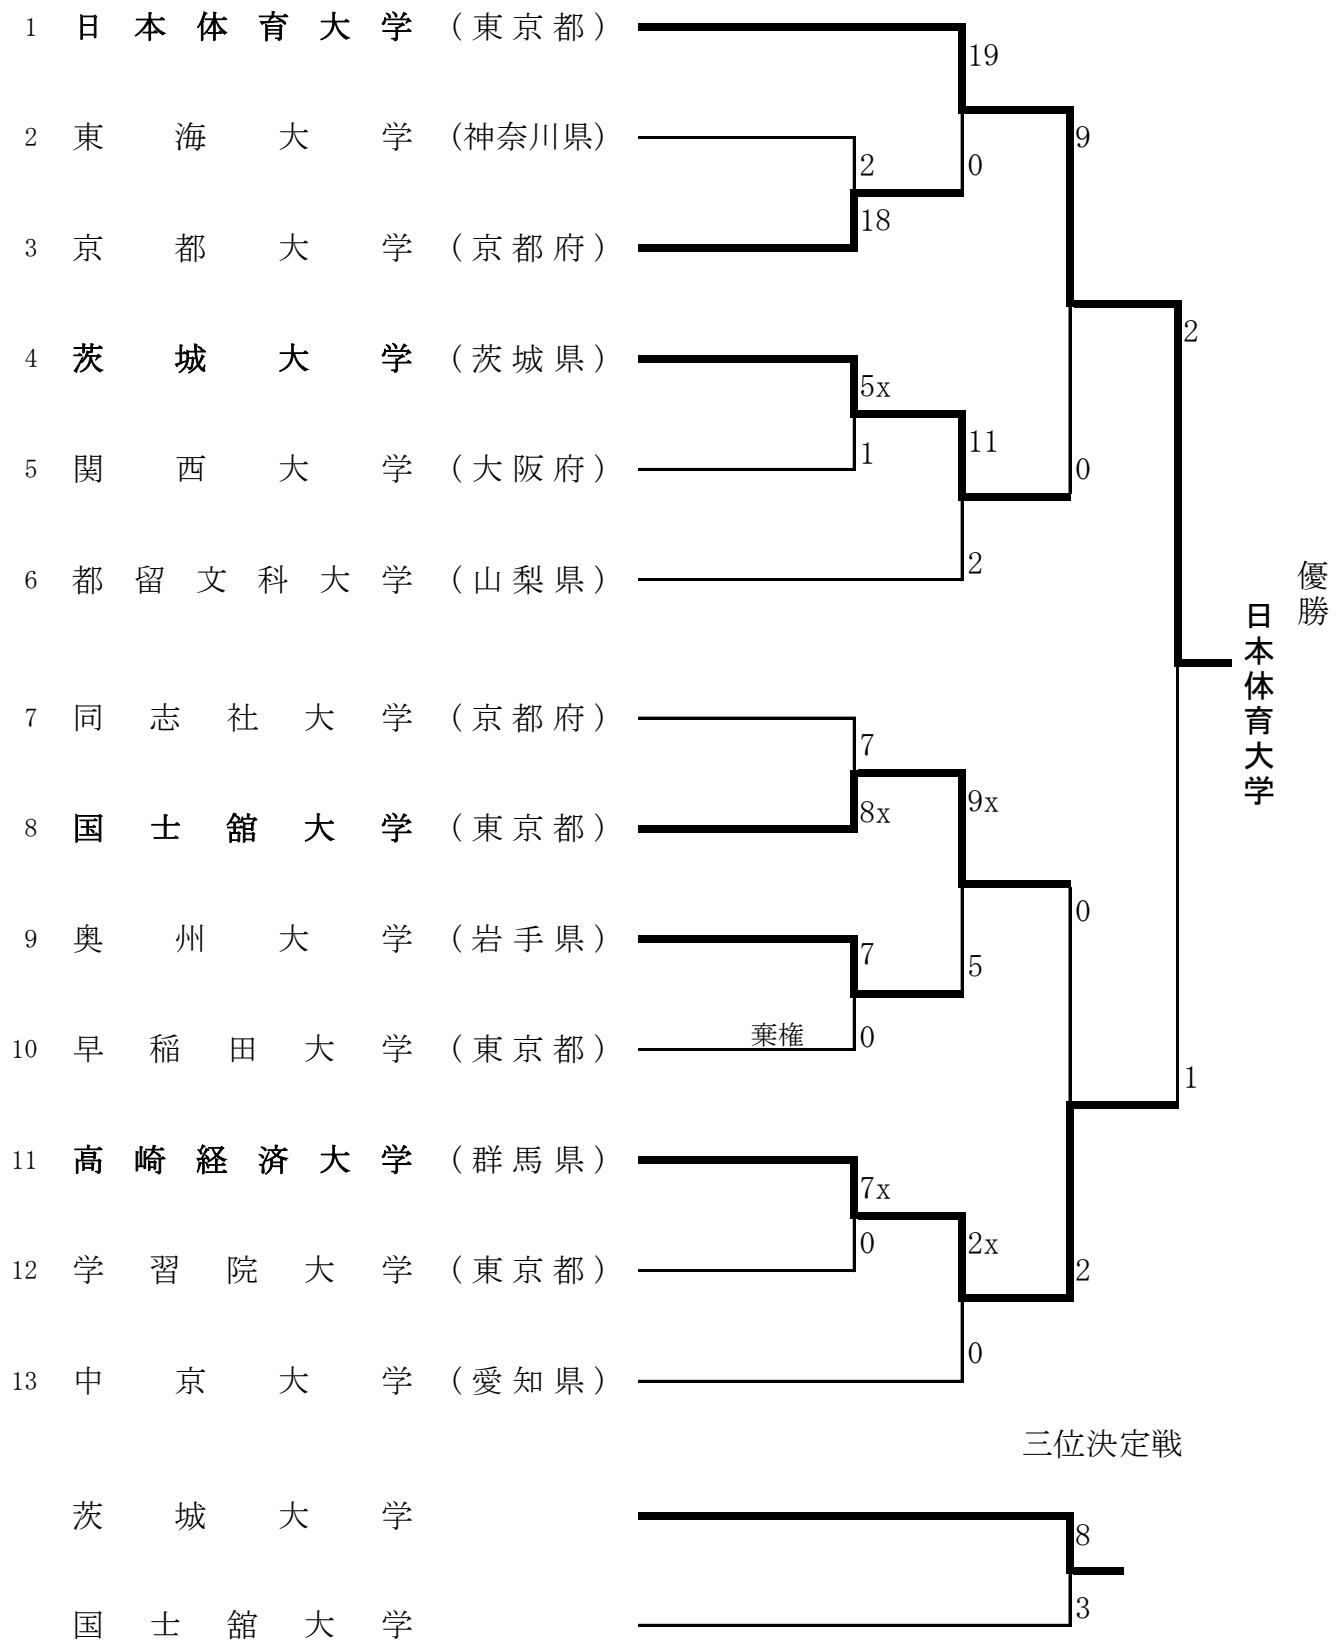 1 日本体育大学 (東京都)
19
2 東海大学 (神奈川県)
9
2
0
18
3 京都大学 (京都府)
2
4 茨城大学 (茨城県)
5x
11
1
5 関西大学 (大阪府)
0
2
6 都留文科大学 (山梨県)
優勝
日本体育大学
7 同志社大学 (京都府)
7
9x
8x
8 国士舘大学 (東京都)
0
9 奥州大学 (岩手県)
7
5
棄権
0
10 早稲田大学 (東京都)
1
11 高崎経済大学 (群馬県)
7x
0
2x
12 学習院大学 (東京都)
2
0
13 中京大学 (愛知県)
三位決定戦
茨城大学
8
3
国士舘大学